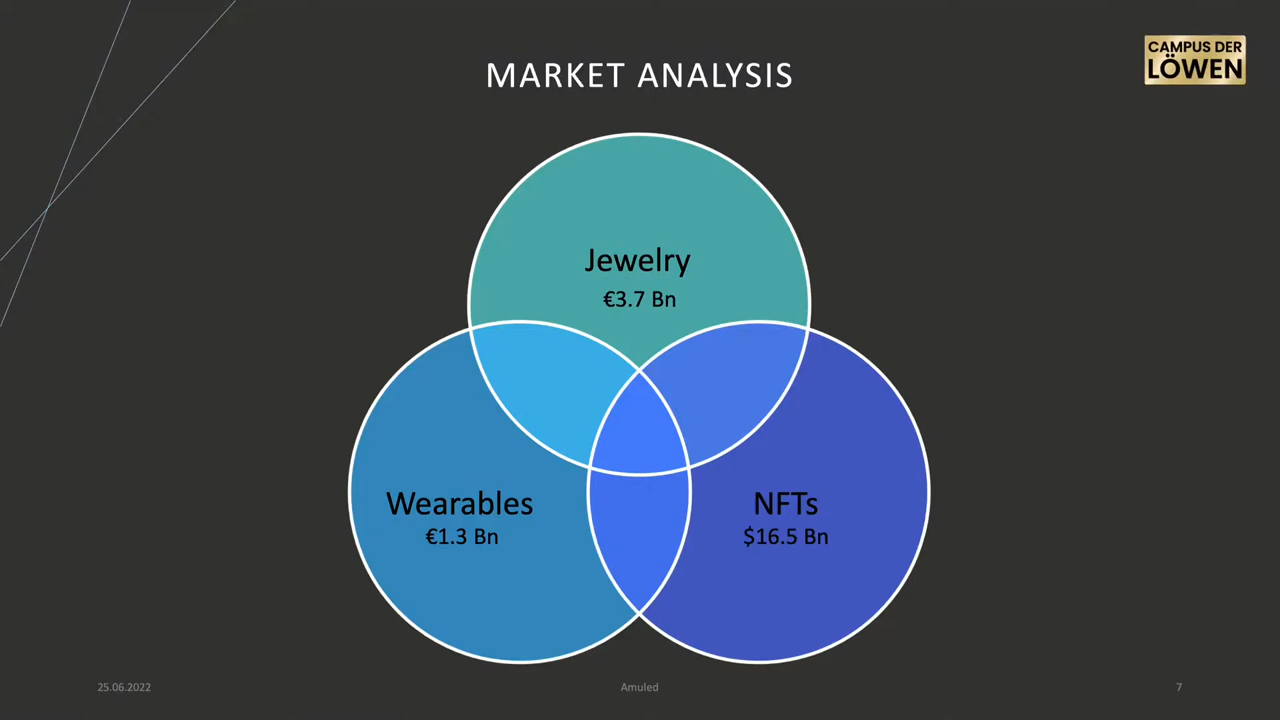 MARKET ANALYSIS
CAMPUS DER
LÖWEN
Jewelry
€3.7 Bn
Wearables
€1.3 Bn
NFTs
$16.5 Bn
25.06.2022
Amuled
7